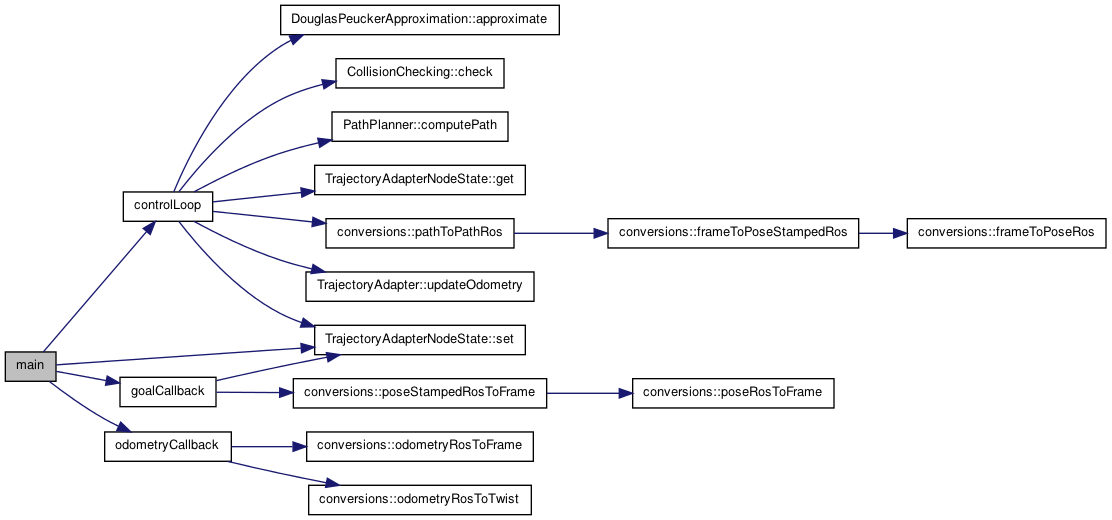 DouglasPeuckerApproximation::approximate
CollisionChecking::check
PathPlanner::computePath
TrajectoryAdapterNodeState::get
controlLoop
conversions::pathToPathRos
conversions::frameToPoseStampedRos
conversions::frameToPoseRos
TrajectoryAdapter::updateOdometry
TrajectoryAdapterNodeState::set
main
goalCallback
conversions::poseStampedRosToFrame
conversions::poseRosToFrame
odometryCallback
conversions::odometryRosToFrame
conversions::odometryRosToTwist